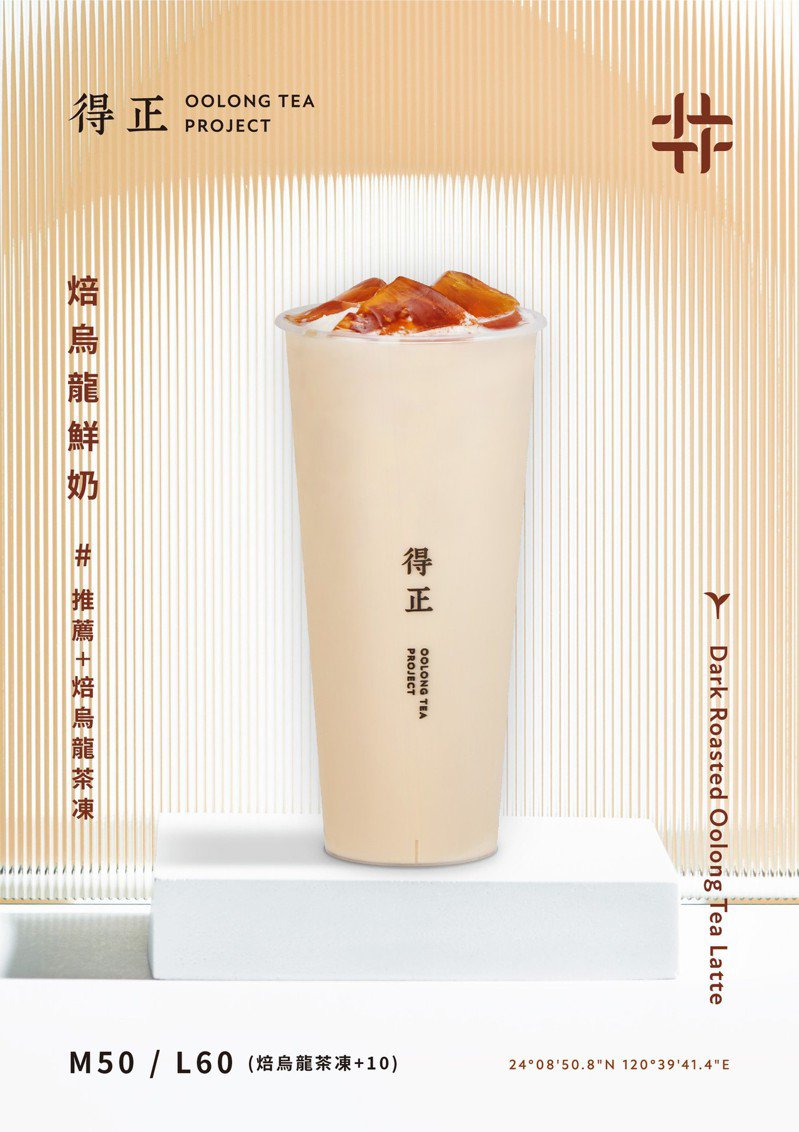 得正 OOLONG TEA
PROJECT
焙烏龍鮮奶
#推薦+焙烏龍茶凍
得正
OOLONG TEA
PROJECT
Dark Roasted Oolong Tea Latte
M50 / L60 (焙烏龍茶凍+10)
24°08'50.8"N 120°39'41.4"E